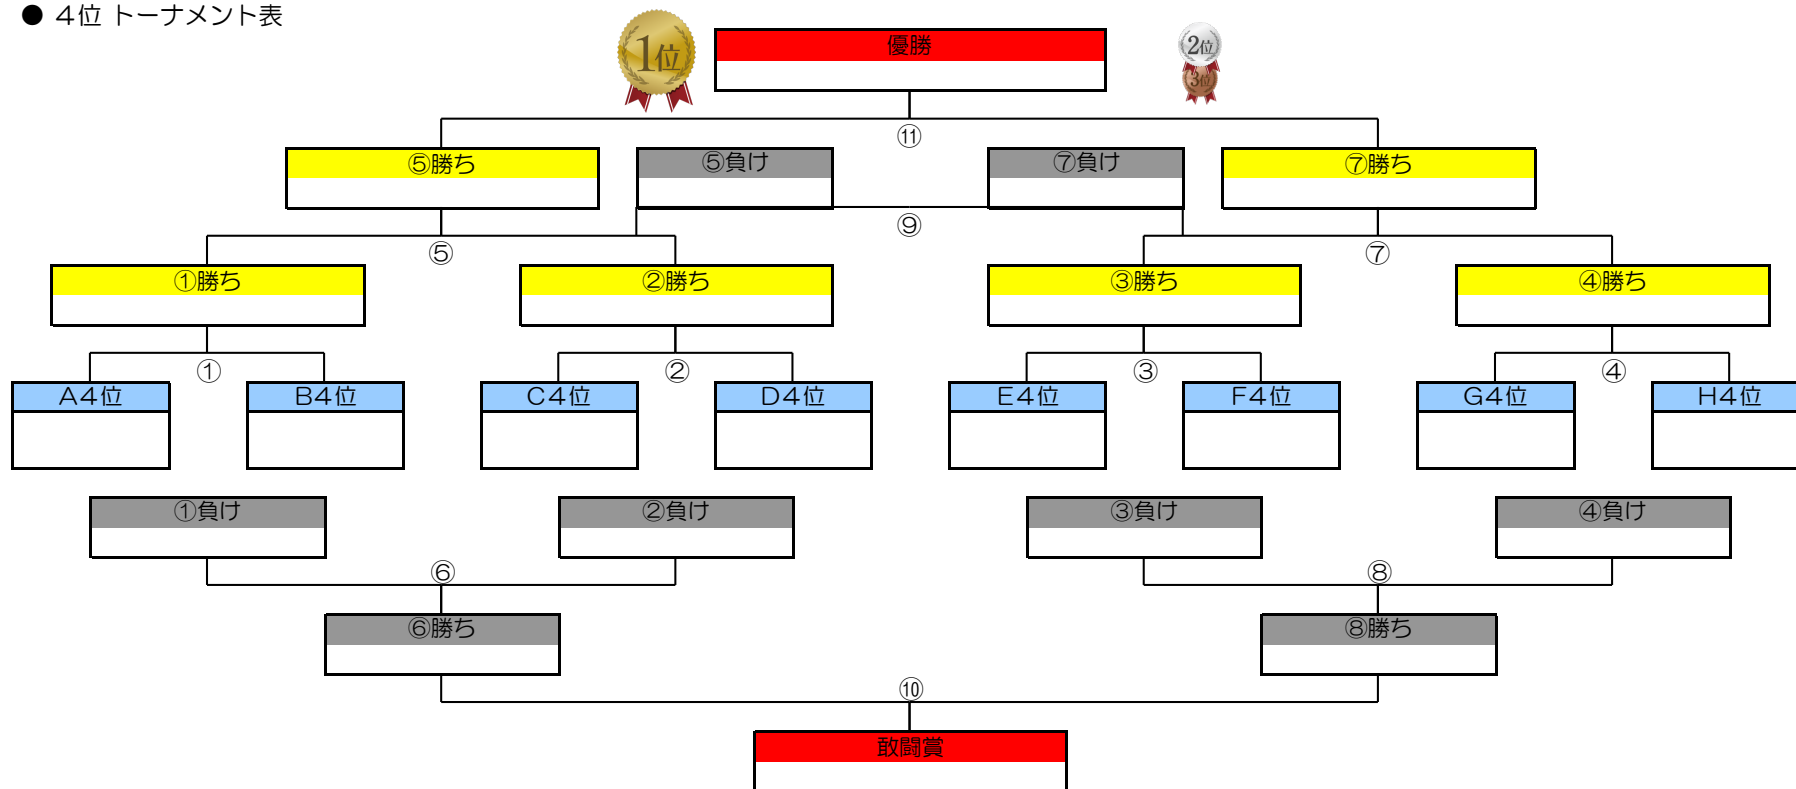 ● 4位 トーナメント表
1位
優勝
2位
3位
⑪
⑤勝ち
⑤負け
⑦負け
⑦勝ち
⑨
⑤
⑦
①勝ち
②勝ち
③勝ち
④勝ち
①
②
③
④
A4位
B4位
C4位
D4位
E4位
F4位
G4位
H4位
①負け
②負け
③負け
④負け
⑥
⑧
⑥勝ち
⑧勝ち
⑩
敢闘賞